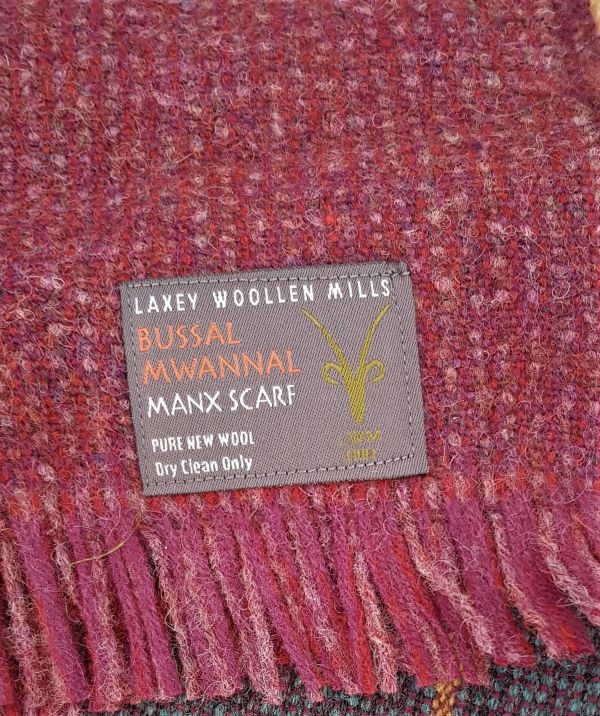 LAXEY WOOLLEN MILLS
BUSSAL
MWANNAL
MANX SCARF
PURE NEW WOOL
Dry Clean Only